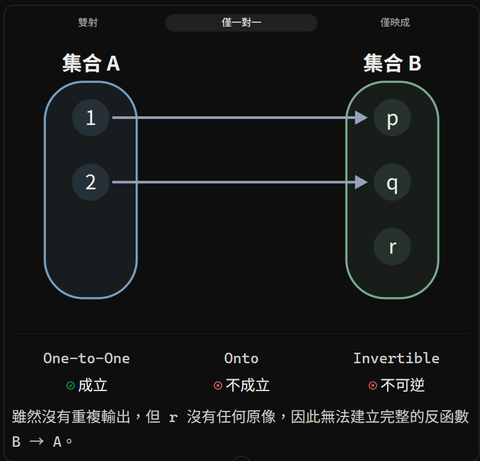 雙射 僅一對一 僅映成
集合 A 集合 B
1 p
2 q
r
One-to-One Onto Invertible
成立 不成立 不可逆
雖然沒有重複輸出，但 r 沒有任何原像，因此無法建立完整的反函數
B → A。